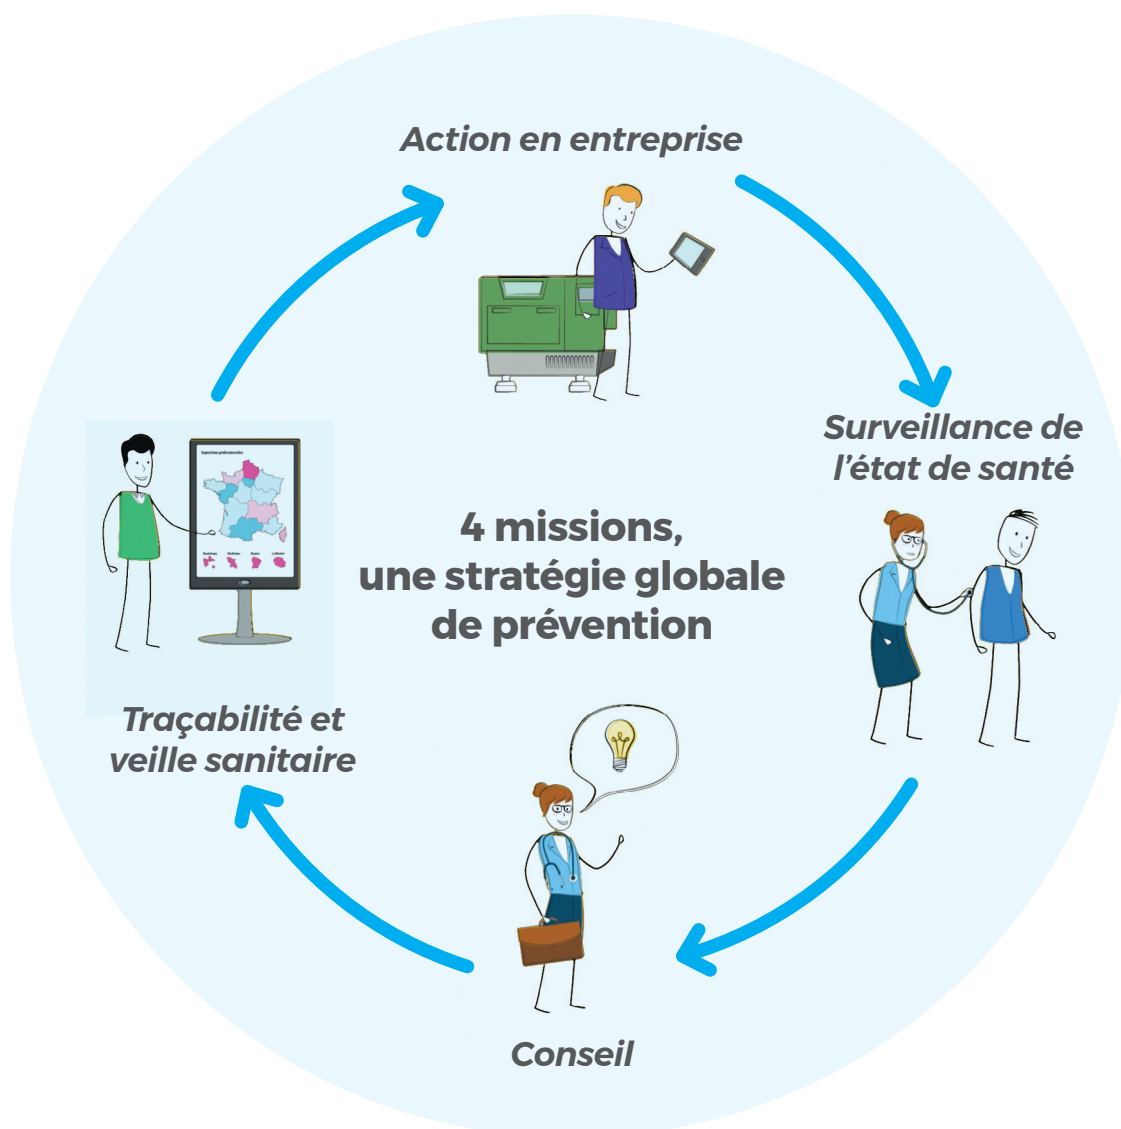 Action en entreprise
Surveillance de
l'état de santé
4 missions,
une stratégie globale
de prévention
Traçabilité et
veille sanitaire
Conseil